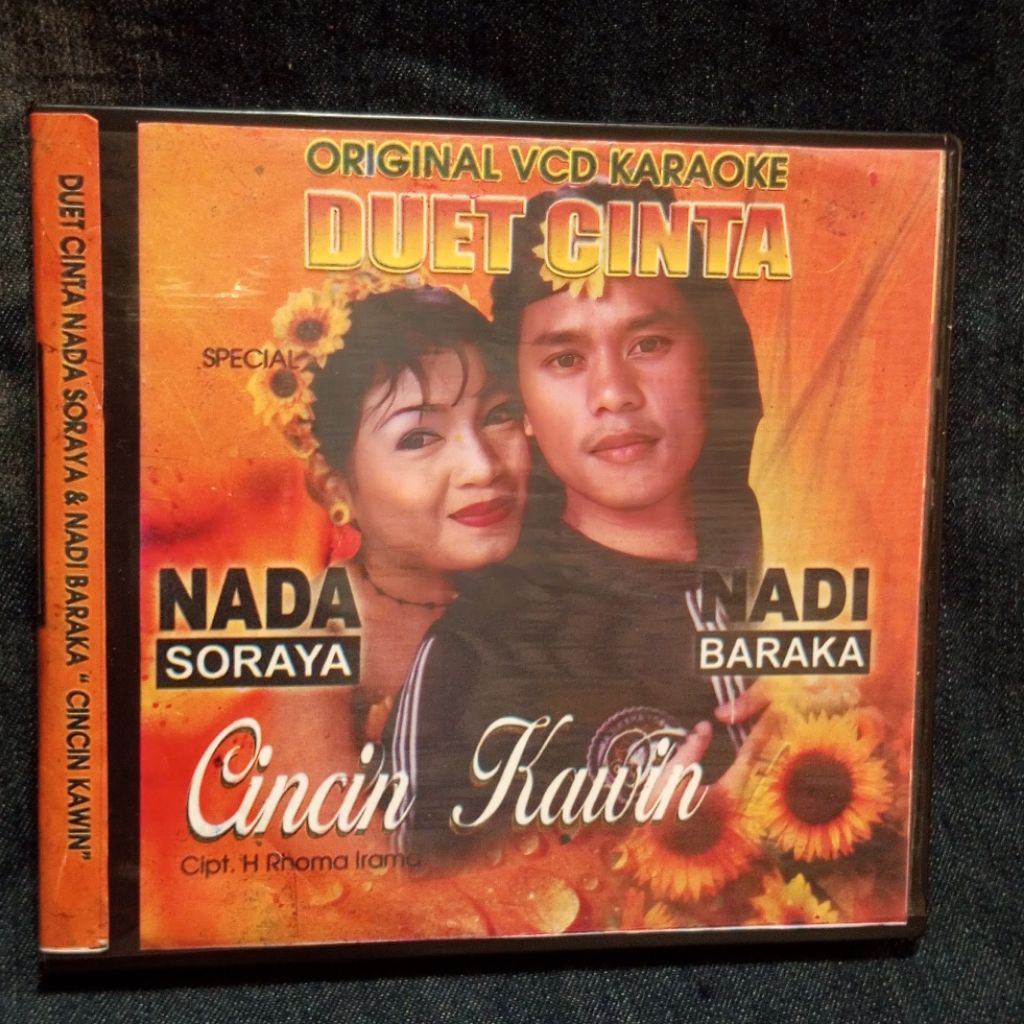 DUET CINTA NADA SORAYA & NADI BARAKA " CINCIN KAWIN"
ORIGINAL VCD KARAOKE
DUET CINTA
SPECIAL
NADA
SORAYA
NADI
BARAKA
Cincin Kawin
Cipt. H Rhoma Irama